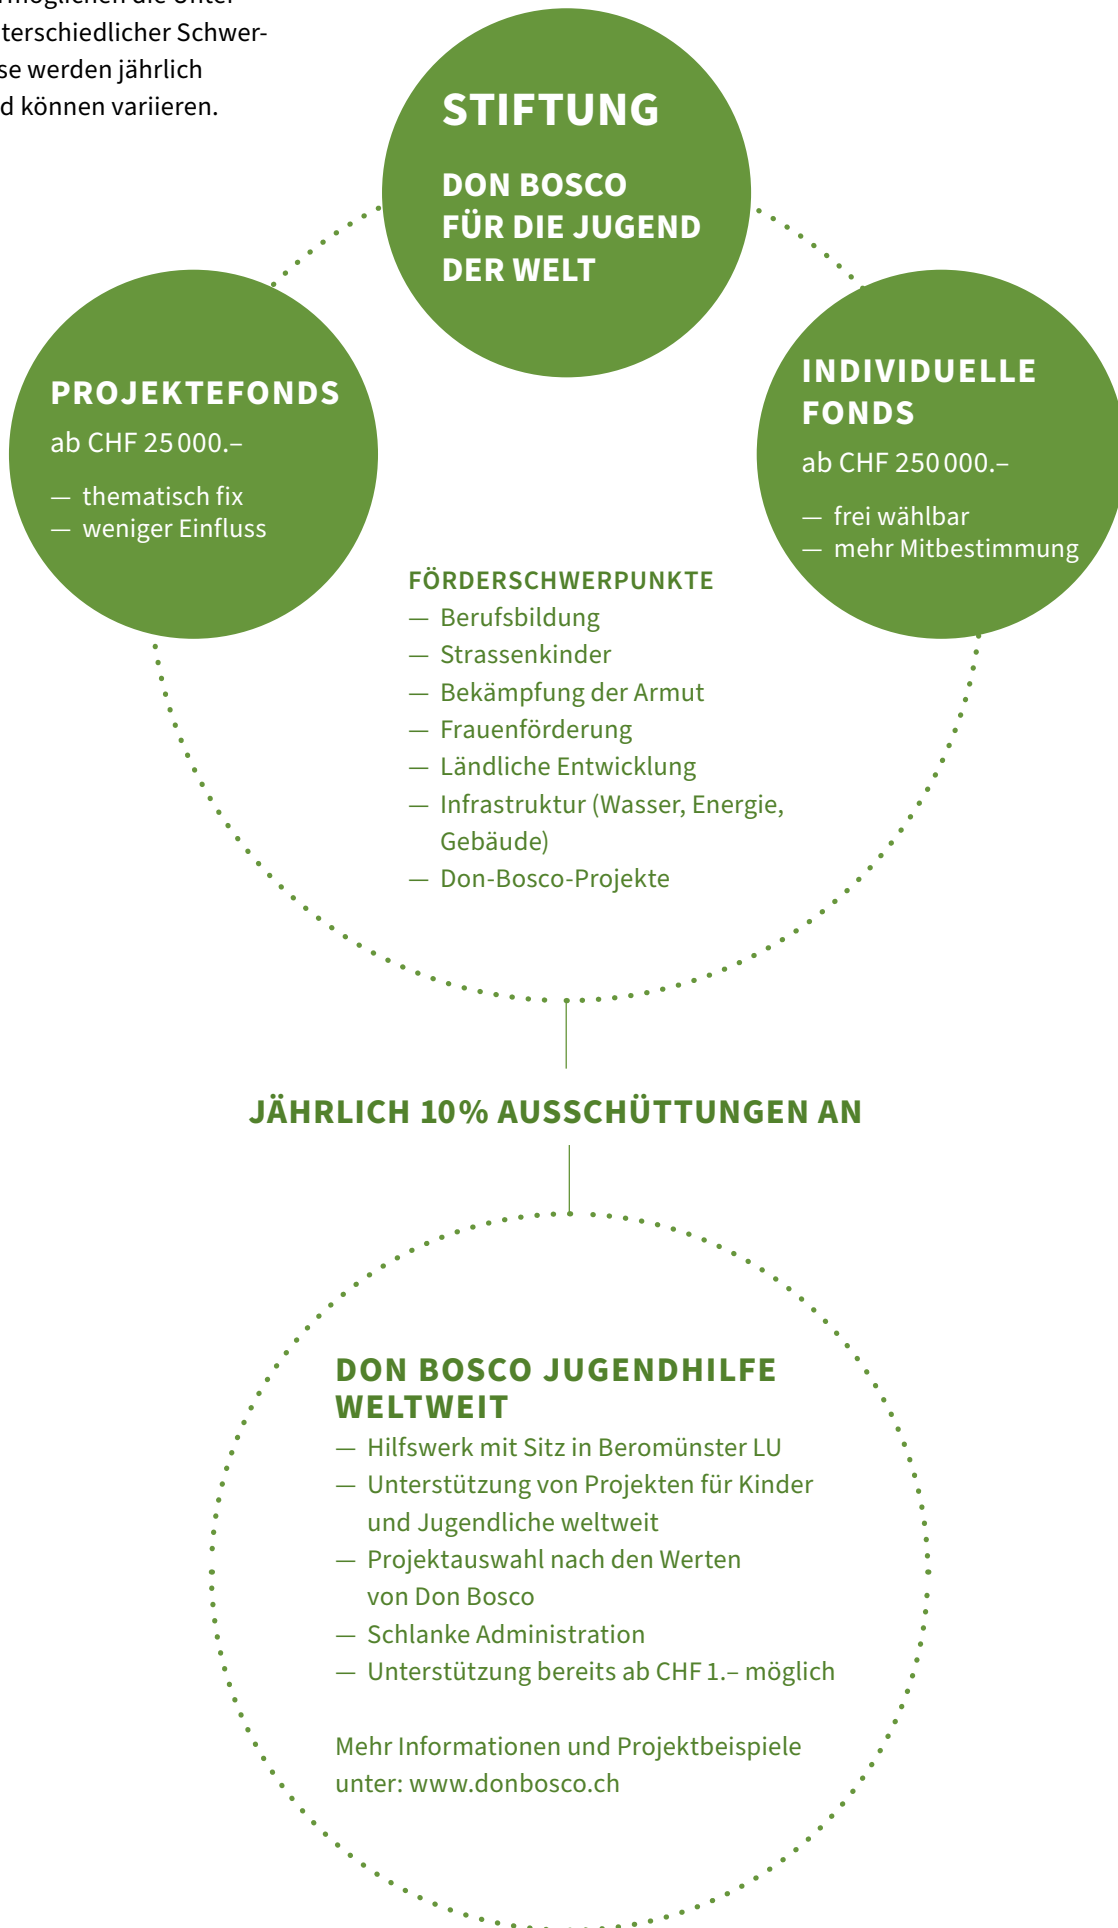 die Unter-
Schwer-
werden jährlich
können variieren.
STIFTUNG
DON BOSCO
FÜR DIE JUGEND
DER WELT
PROJEKTEFONDS
ab CHF 25 000.–
— thematisch fix
— weniger Einfluss
INDIVIDUELLE
FONDS
ab CHF 250 000.–
— frei wählbar
— mehr Mitbestimmung
FÖRDERSCHWERPUNKTE
— Berufsbildung
— Strassenkinder
— Bekämpfung der Armut
— Frauenförderung
— Ländliche Entwicklung
— Infrastruktur (Wasser, Energie,
Gebäude)
— Don-Bosco-Projekte
JÄHRLICH 10% AUSSCHÜTTUNGEN AN
DON BOSCO JUGENDHILFE
WELTWEIT
— Hilfswerk mit Sitz in Beromünster LU
— Unterstützung von Projekten für Kinder
und Jugendliche weltweit
— Projektauswahl nach den Werten
von Don Bosco
— Schlanke Administration
— Unterstützung bereits ab CHF 1.– möglich
Mehr Informationen und Projektbeispiele
unter: www.donbosco.ch